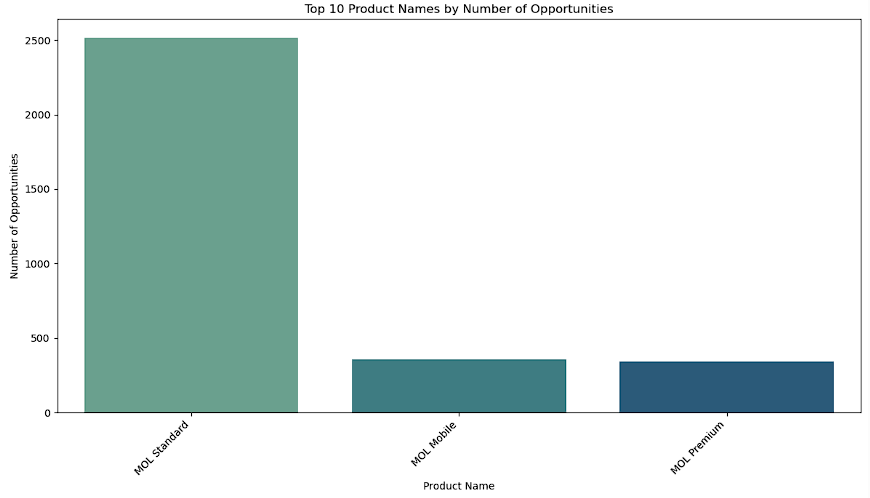 Top 10 Product Names by Number of Opportunities
Number of Opportunities
2500
2000
1500
1000
500
0
MOL Standard
MOL Mobile
MOL Premium
Product Name